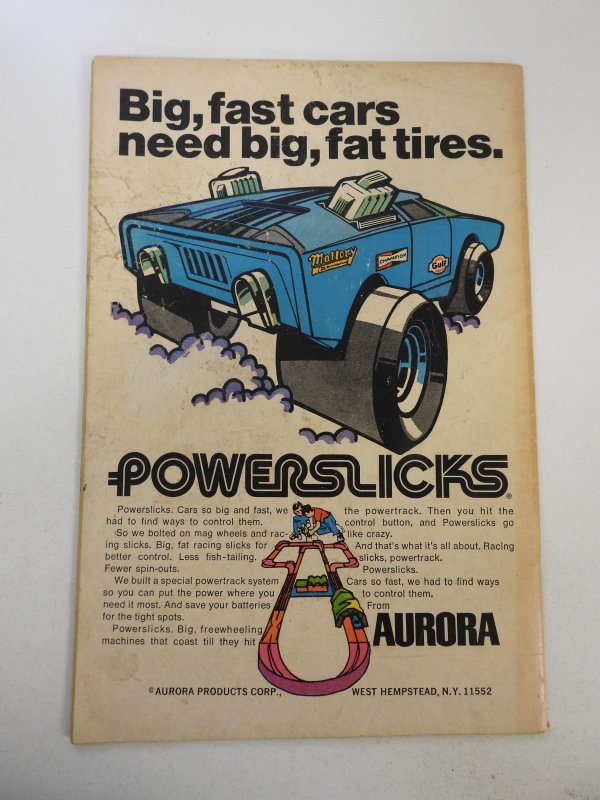 Big, fast cars
need big, fat tires.
Mallory
CHAMPION
Gulf
POWERSLICKS®
Powerslicks. Cars so big and fast, we
had to find ways to control them.
So we bolted on mag wheels and rac-
ing slicks. Big, fat racing slicks for
better control. Less fish-tailing.
Fewer spin-outs.
We built a special powertrack system
so you can put the power where you
need it most. And save your batteries
for the tight spots.
Powerslicks. Big, freewheeling
machines that coast till they hit
the powertrack. Then you hit the
control button, and Powerslicks go
like crazy.
And that's what it's all about. Racing
slicks, powertrack.
Powerslicks.
Cars so fast, we had to find ways
to control them.
From
AURORA
©AURORA PRODUCTS CORP., WEST HEMPSTEAD, N.Y. 11552